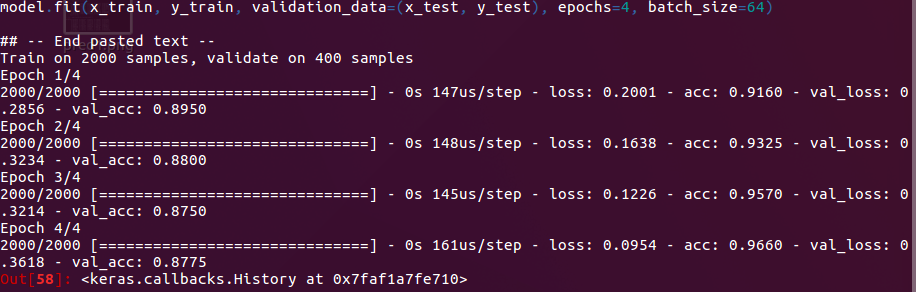 model.fit(x_train, y_train, validation_data=(x_test, y_test), epochs=4, batch_size=64)
## -- End pasted text --
Train on 2000 samples, validate on 400 samples
Epoch 1/4
2000/2000 [==============================] - 0s 147us/step - loss: 0.2001 - acc: 0.9160 - val_loss: 0
.2856 - val_acc: 0.8950
Epoch 2/4
2000/2000 [==============================] - 0s 148us/step - loss: 0.1638 - acc: 0.9325 - val_loss: 0
.3234 - val_acc: 0.8800
Epoch 3/4
2000/2000 [==============================] - 0s 145us/step - loss: 0.1226 - acc: 0.9570 - val_loss: 0
.3214 - val_acc: 0.8750
Epoch 4/4
2000/2000 [==============================] - 0s 161us/step - loss: 0.0954 - acc: 0.9660 - val_loss: 0
.3618 - val_acc: 0.8775
Out[58]: <keras.callbacks.History at 0x7faf1a7fe710>